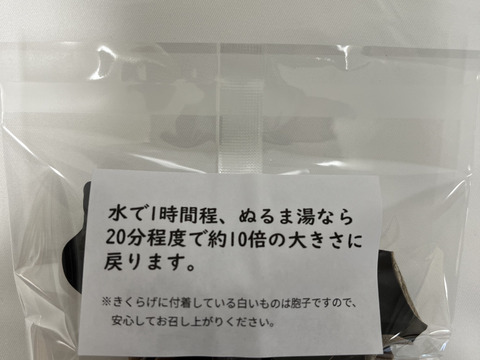 水で1時間程、ぬるま湯なら
20分程度で約10倍の大きさに
戻ります。
※きくらげに付着している白いものは胞子ですので、
安心してお召し上がりください。